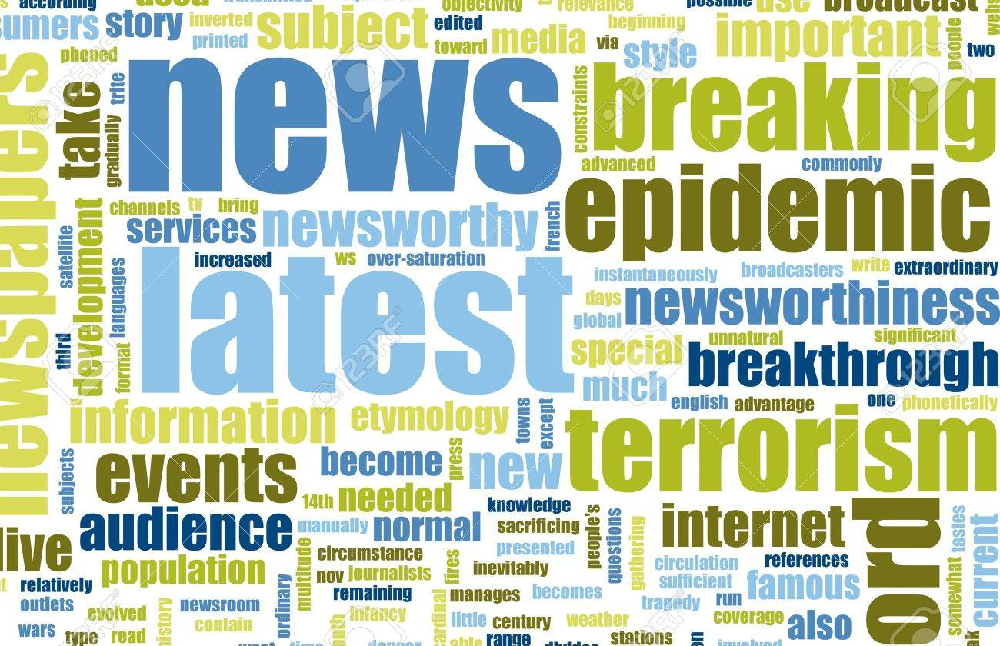 according
objectivity
relevance
possible
use
broadcast
story
inverted
printed
subject
edited
toward
media
via
beginning
style
important
people
two
phoned
newspapers
take
trite
gradually
news
constraints
breaking
advanced
commonly
epidemic
channels
tv
bring
services
newsworthy
french
satellite
development
languages
increased
ws
over-saturation
latest
instantaneously
broadcasters
write
extraordinary
days
global
newsworthiness
third
format
special
unnatural
significant
much
breakthrough
english
advantage
one
phonetically
information
etymology
towns
except
terrorism
subjects
events
become
press
new
14th
needed
knowledge
audience
manually
normal
sacrificing
people's
questions
gathering
internet
ord
tastes
current
live
population
multitude
circumstance
presented
circulation
references
relatively
nov
journalists
fires
inevitably
sufficient
famous
somewhat
outlets
newsroom
ordinary
remaining
manages
becomes
tragedy
run
evolved
history
contain
infancy
cardinal
little
century
weather
coverage
also
wars
type
read
range
stations
involved
divides
time
able
123RF